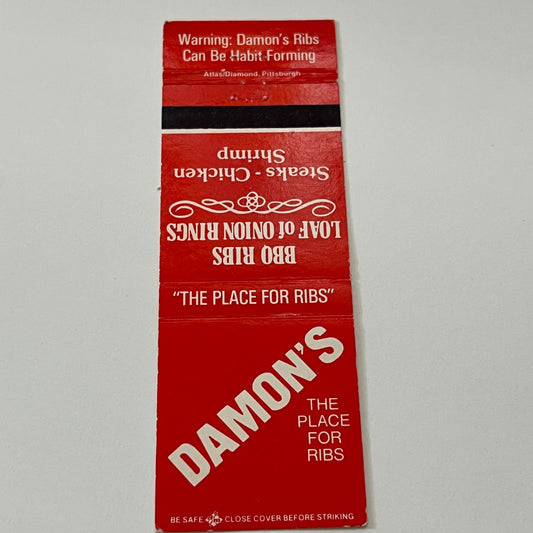 Warning: Damon's Ribs
Can Be Habit Forming
Atlas/Diamond, Pittsburgh
BBQ RIBS
LOAF of ONION RINGS
Steaks - Chicken
Shrimp
"THE PLACE FOR RIBS"
DAMON'S
THE
PLACE
FOR
RIBS
BE SAFE CLOSE COVER BEFORE STRIKING